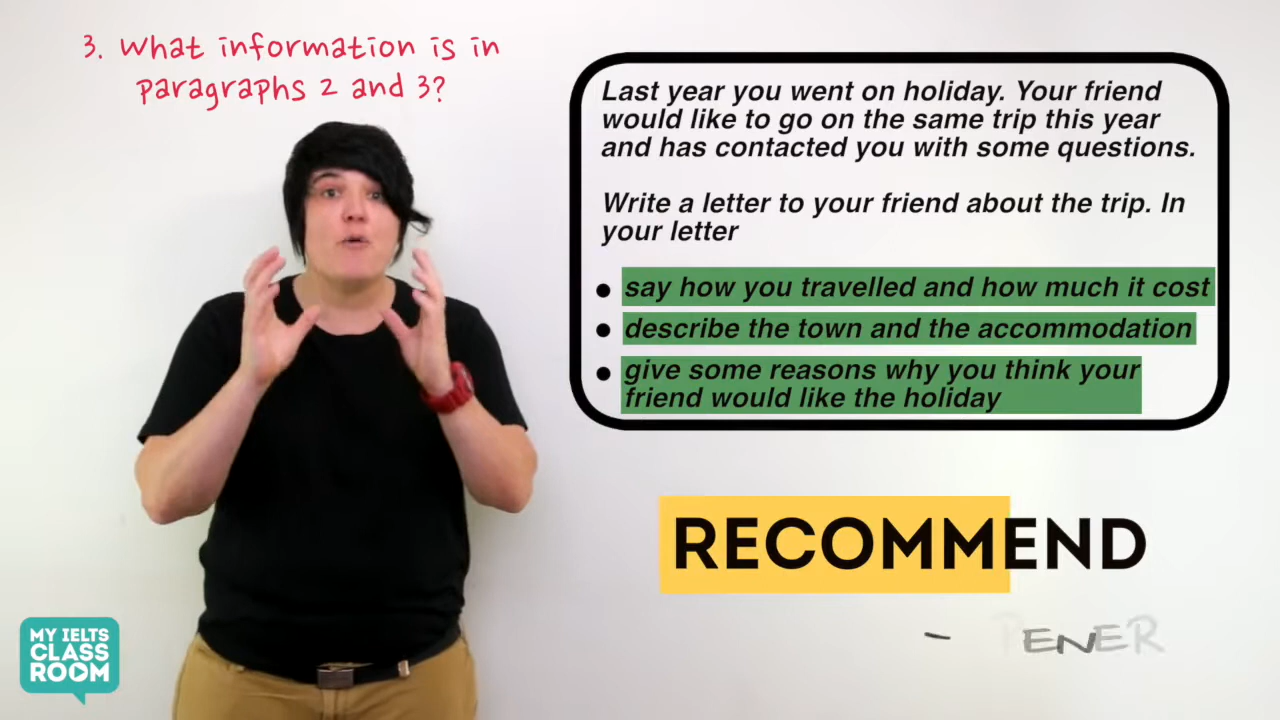 3. What information is in
paragraphs 2 and 3?
Last year you went on holiday. Your friend
would like to go on the same trip this year
and has contacted you with some questions.
Write a letter to your friend about the trip. In
your letter
• say how you travelled and how much it cost
• describe the town and the accommodation
• give some reasons why you think your
friend would like the holiday
RECOMMEND
MY IELTS
CLASS
ROOM